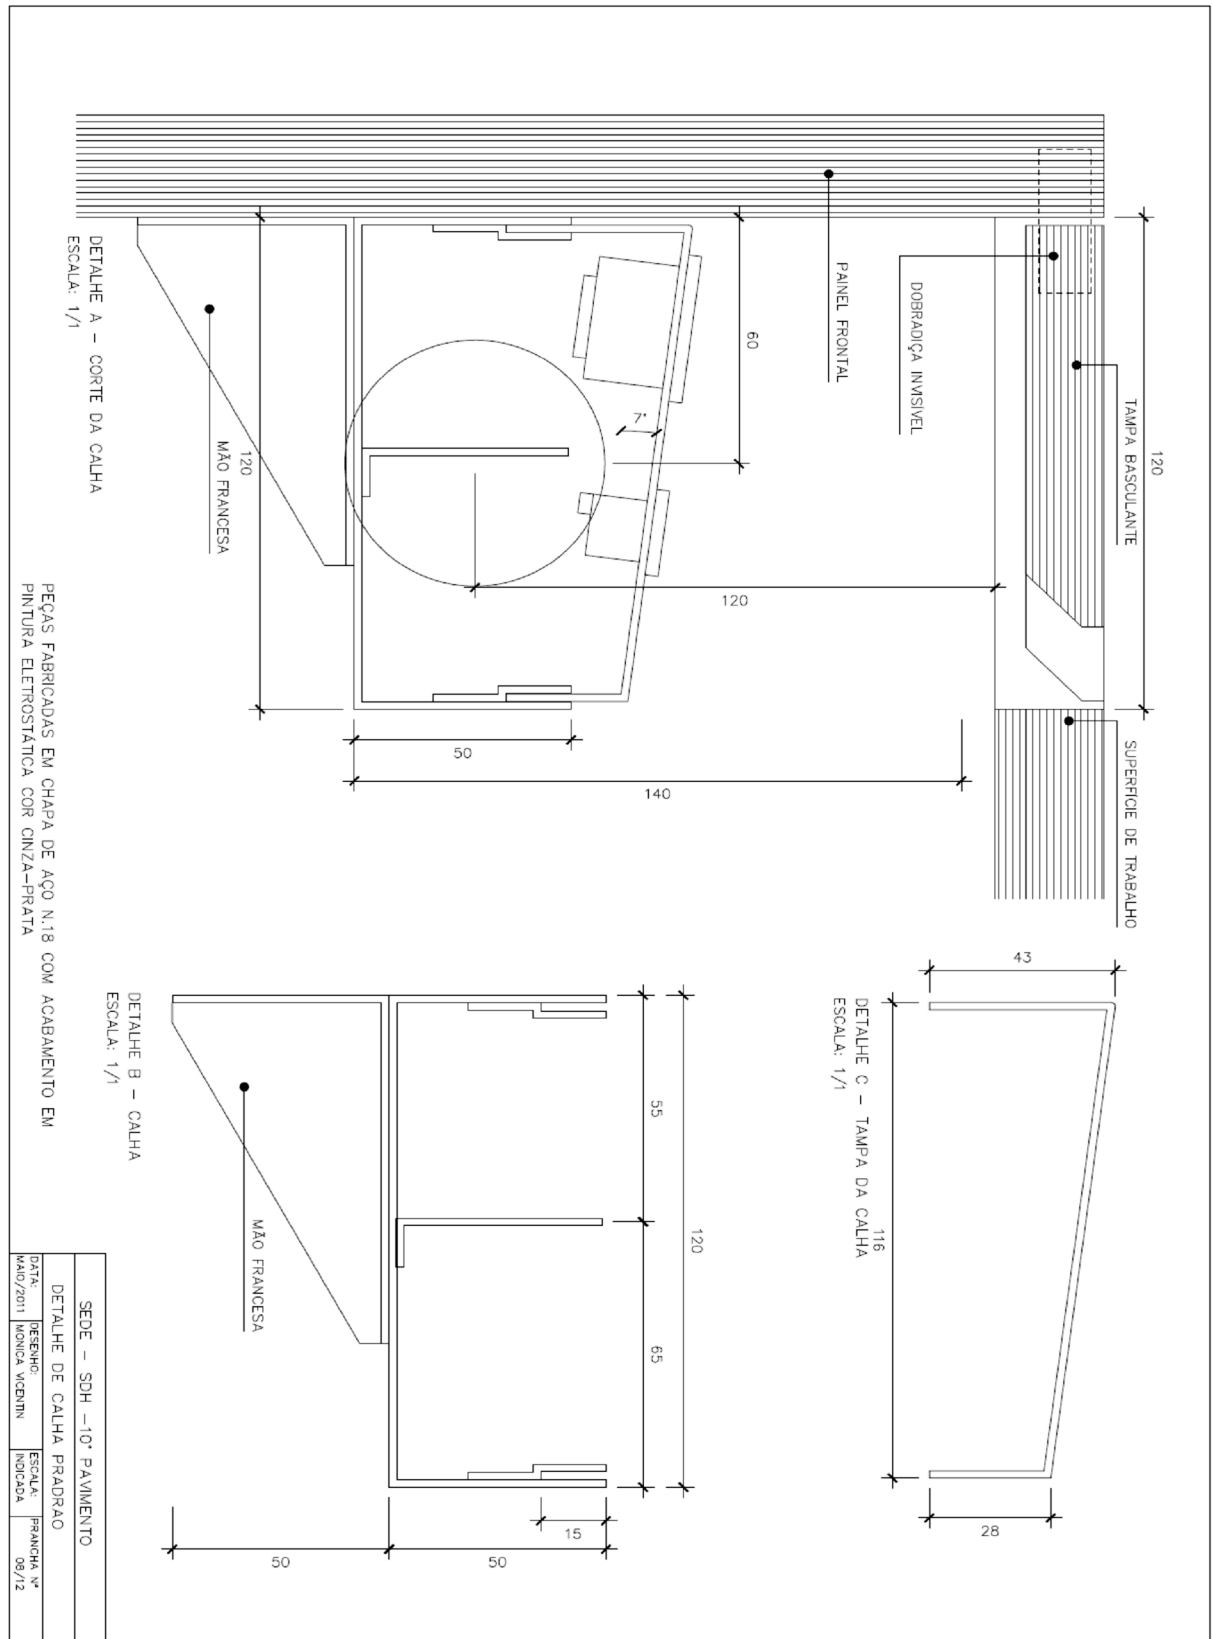 120
TAMPA BASCULANTE
SUPERFÍCIE DE TRABALHO
DOBRADIÇA INVISÍVEL
PAINEL FRONTAL
60
7°
120
140
50
120
MÃO FRANCESA
DETALHE A – CORTE DA CALHA
ESCALA: 1/1
43
116
28
DETALHE C – TAMPA DA CALHA
ESCALA: 1/1
120
55
65
15
50
50
MÃO FRANCESA
DETALHE B – CALHA
ESCALA: 1/1
PEÇAS FABRICADAS EM CHAPA DE AÇO N.18 COM ACABAMENTO EM
PINTURA ELETROSTÁTICA COR CINZA–PRATA
SEDE – SDH –10° PAVIMENTO
DETALHE DE CALHA PRADRAO
DATA:
MAIO/2011
DESENHO:
MONICA VICENTIN
ESCALA:
INDICADA
PRANCHA Nº
08/12